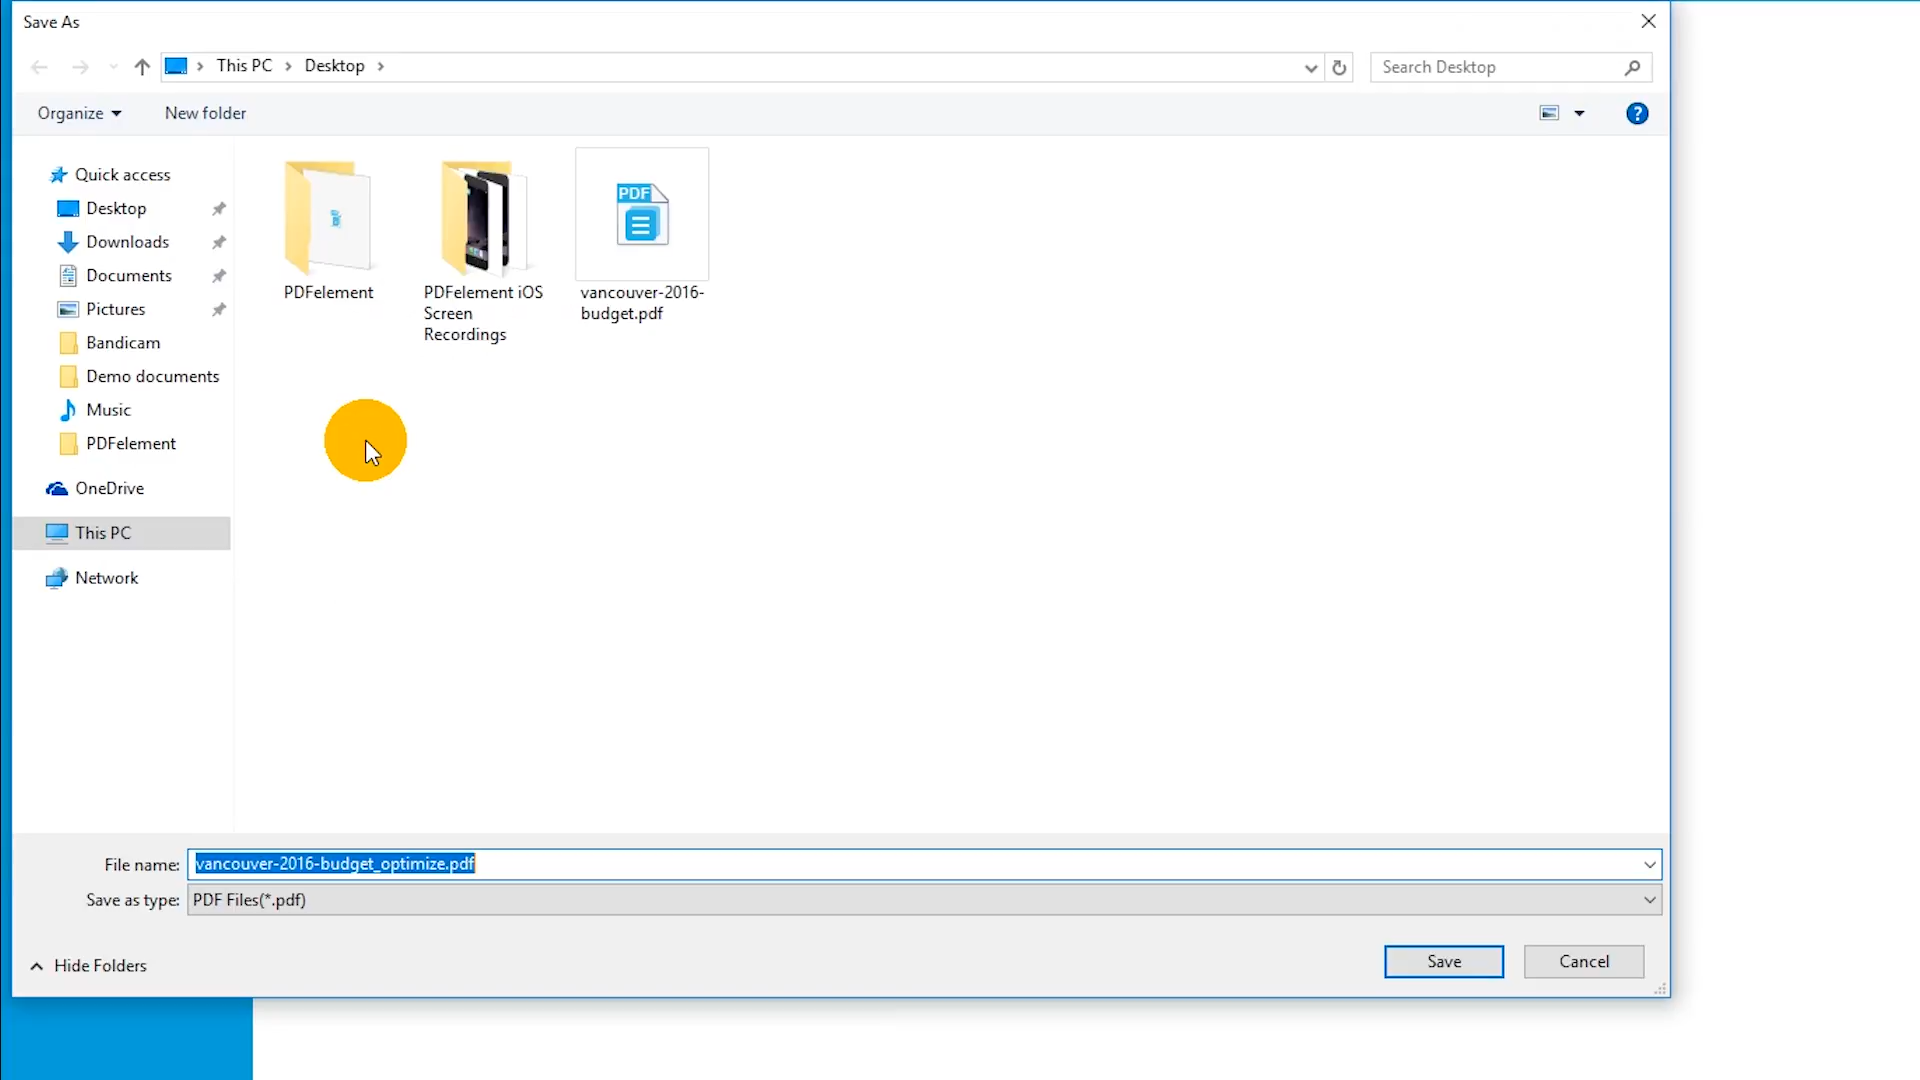 Save As
This PC
Desktop
Search Desktop
Organize
New folder
?
Quick access
Desktop
Downloads
Documents
Pictures
Bandicam
Demo documents
Music
PDFelement
OneDrive
This PC
Network
PDFelement
PDFelement iOS
Screen
Recordings
PDF
vancouver-2016-
budget.pdf
File name: vancouver-2016-budget_optimize.pdf
Save as type: PDF Files(*.pdf)
Hide Folders
Save
Cancel